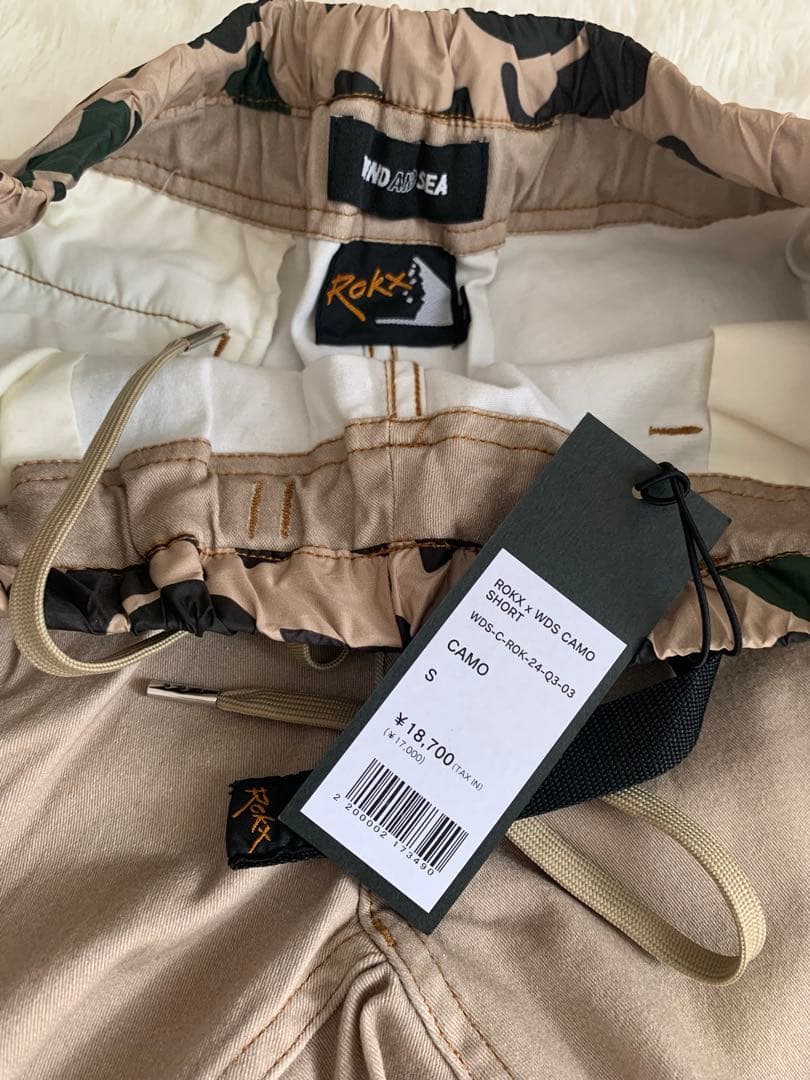 AND SEA
ROKX
ROKX x WDS CAMO
SHORT
WDS-C-ROK-24-Q3-03
CAMO
S
¥18,700 (TAX IN)
(¥17,000)
2 200002 173490
ROKX